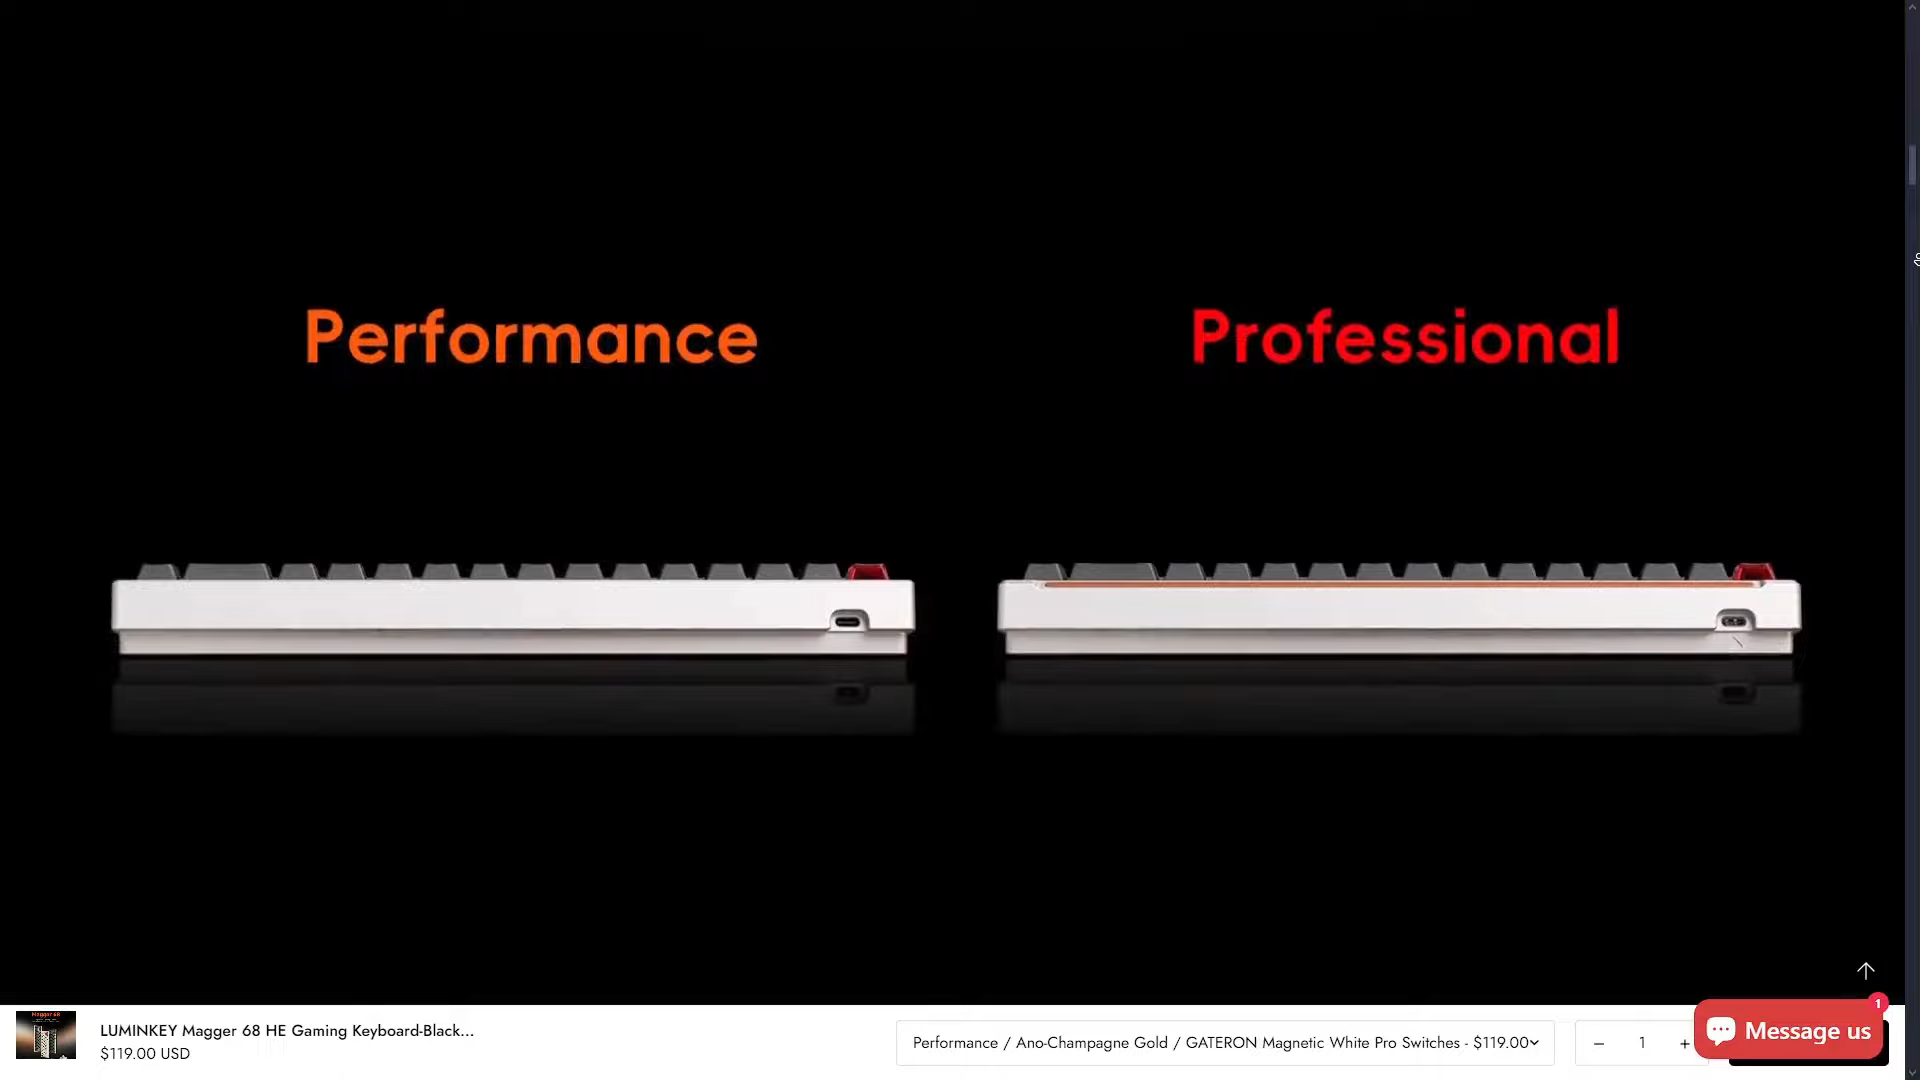 Performance
Professional
LUMINKEY Magger 68 HE Gaming Keyboard-Black...
$119.00 USD
Performance / Ano-Champagne Gold / GATERON Magnetic White Pro Switches - $119.00
− 1 +
1
Message us